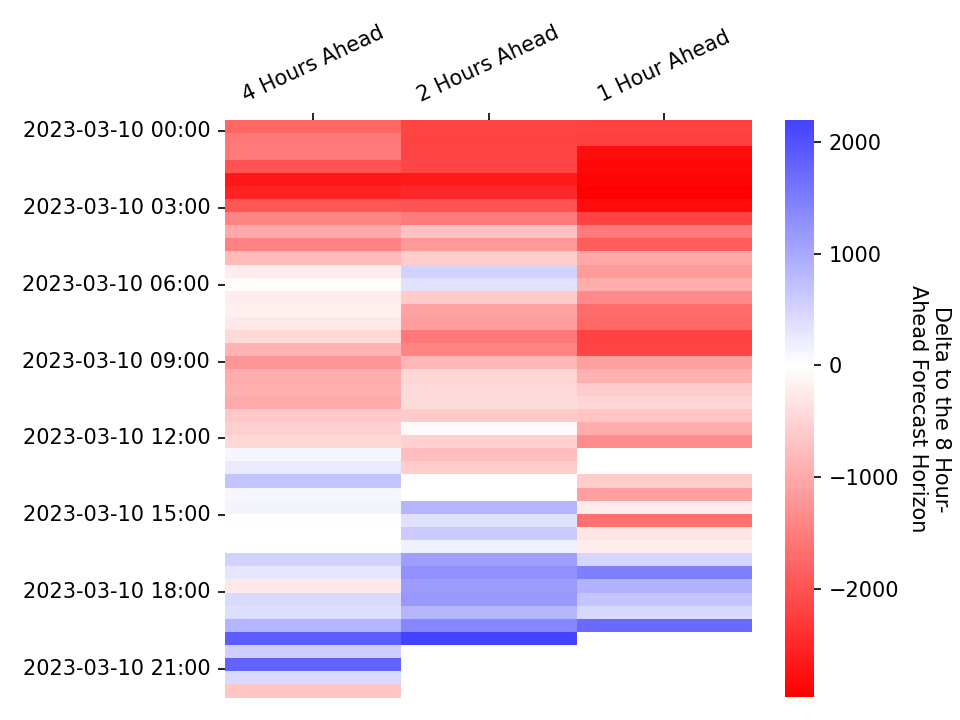 4 Hours Ahead
2 Hours Ahead
1 Hour Ahead
2023-03-10 00:00
2023-03-10 03:00
2023-03-10 06:00
2023-03-10 09:00
2023-03-10 12:00
2023-03-10 15:00
2023-03-10 18:00
2023-03-10 21:00
2000
1000
0
−1000
−2000
Delta to the 8 Hour-
Ahead Forecast Horizon